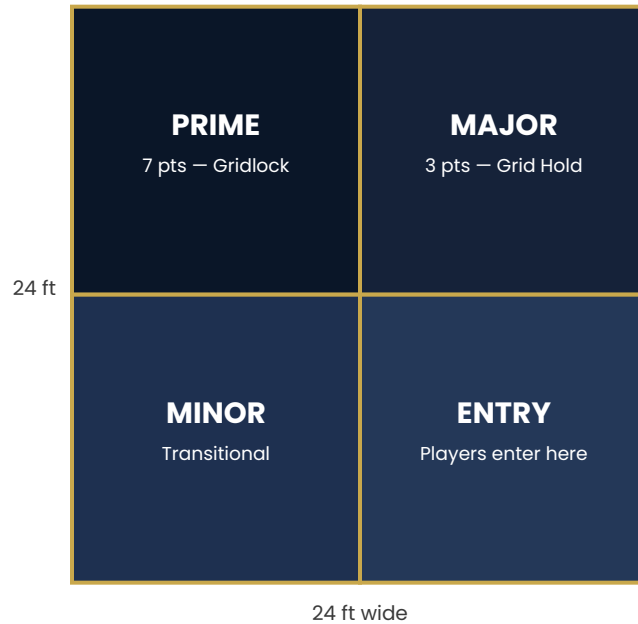 PRIME
7 pts — Gridlock
MAJOR
3 pts — Grid Hold
24 ft
MINOR
Transitional
ENTRY
Players enter here
24 ft wide